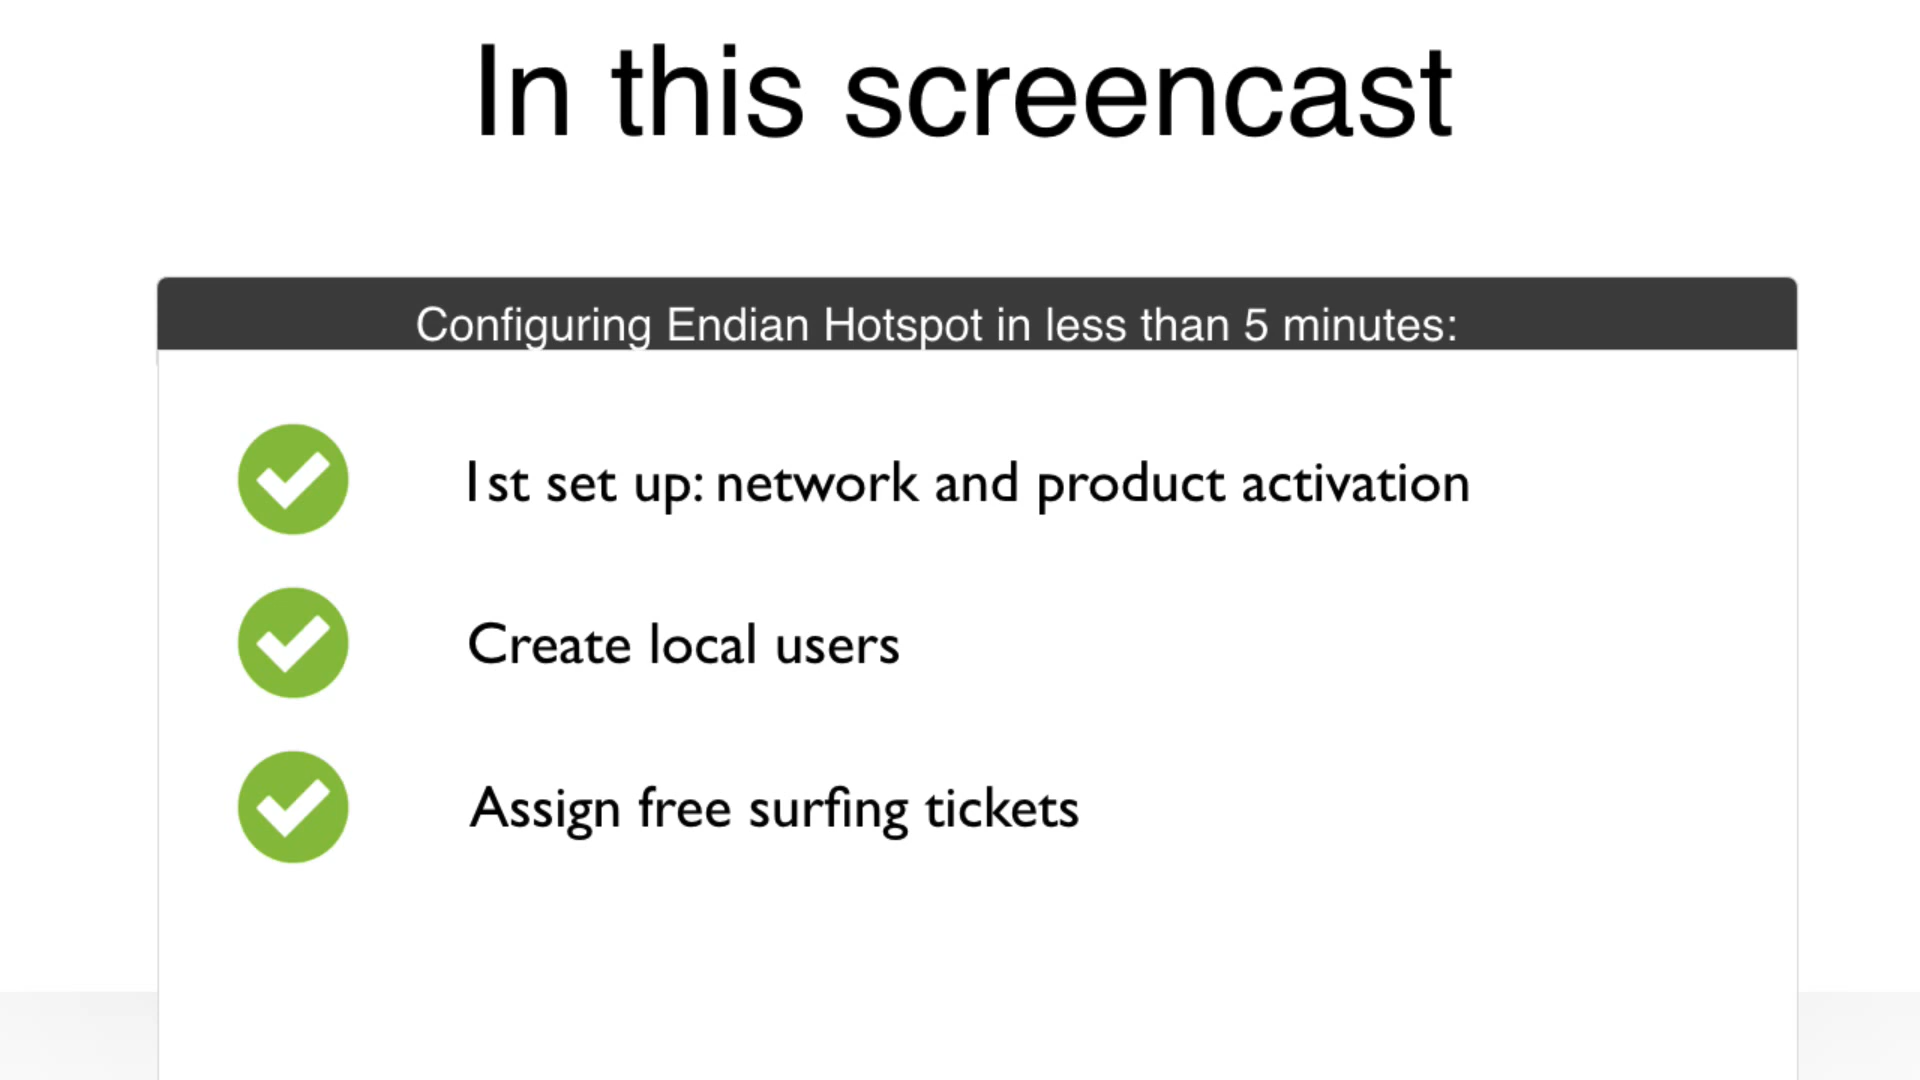 In this screencast
Configuring Endian Hotspot in less than 5 minutes:
1st set up: network and product activation
Create local users
Assign free surfing tickets